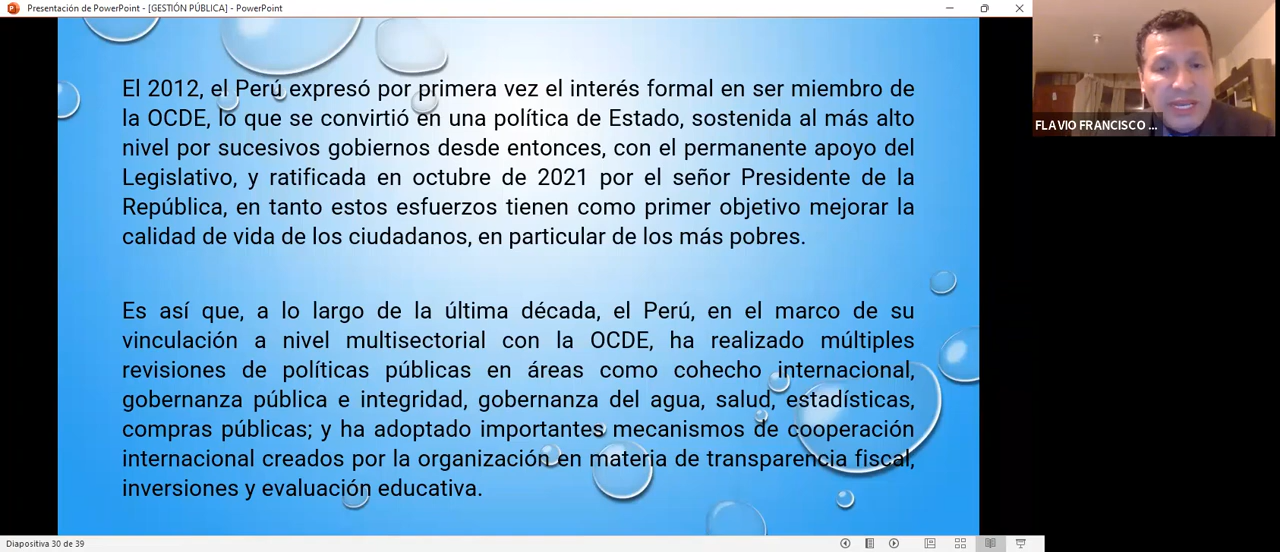 Presentación de PowerPoint - [GESTIÓN PÚBLICA] - PowerPoint
El 2012, el Perú expresó por primera vez el interés formal en ser miembro de
la OCDE, lo que se convirtió en una política de Estado, sostenida al más alto
nivel por sucesivos gobiernos desde entonces, con el permanente apoyo del
Legislativo, y ratificada en octubre de 2021 por el señor Presidente de la
República, en tanto estos esfuerzos tienen como primer objetivo mejorar la
calidad de vida de los ciudadanos, en particular de los más pobres.
Es así que, a lo largo de la última década, el Perú, en el marco de su
vinculación a nivel multisectorial con la OCDE, ha realizado múltiples
revisiones de políticas públicas en áreas como cohecho internacional,
gobernanza pública e integridad, gobernanza del agua, salud, estadísticas,
compras públicas; y ha adoptado importantes mecanismos de cooperación
internacional creados por la organización en materia de transparencia fiscal,
inversiones y evaluación educativa.
FLAVIO FRANCISCO ...
Diapositiva 30 de 39